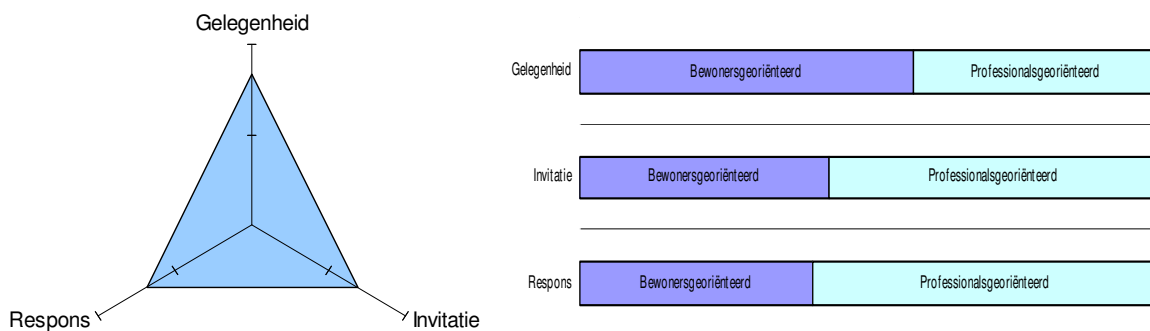 Gelegenheid
Respons
Invitatie
Gelegenheid
Bewonersgeoriënteerd
Professionalsgeoriënteerd
Invitatie
Bewonersgeoriënteerd
Professionalsgeoriënteerd
Respons
Bewonersgeoriënteerd
Professionalsgeoriënteerd